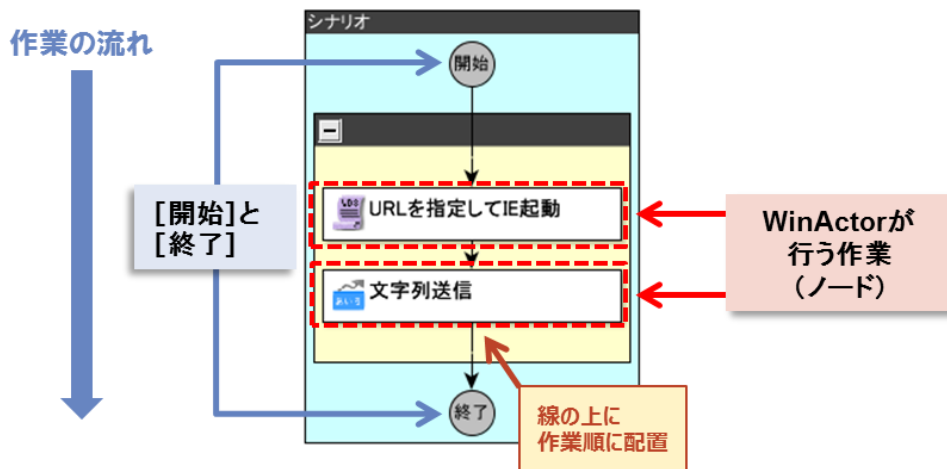 シナリオ
作業の流れ
開始
URLを指定してIE起動
[開始]と
[終了]
WinActorが
行う作業
(ノード)
文字列送信
あいう
終了
線の上に
作業順に配置